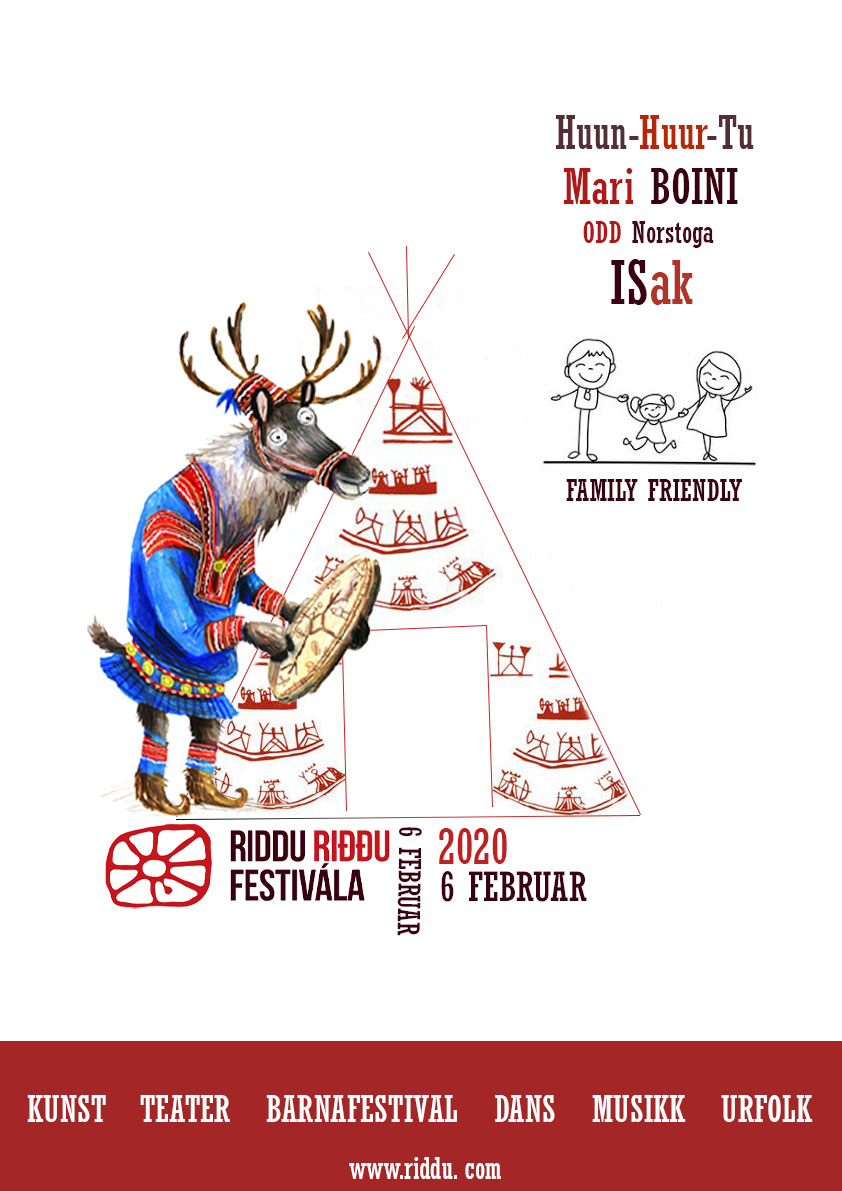 Huun-Huur-Tu
Mari BOINI
ODD Norstoga
ISak
FAMILY FRIENDLY
RIDDU RIĐĐU
FESTIVÁLA
6 FEBRUAR
2020
6 FEBRUAR
KUNST TEATER BARNAFESTIVAL DANS MUSIKK URFOLK
www.riddu. com